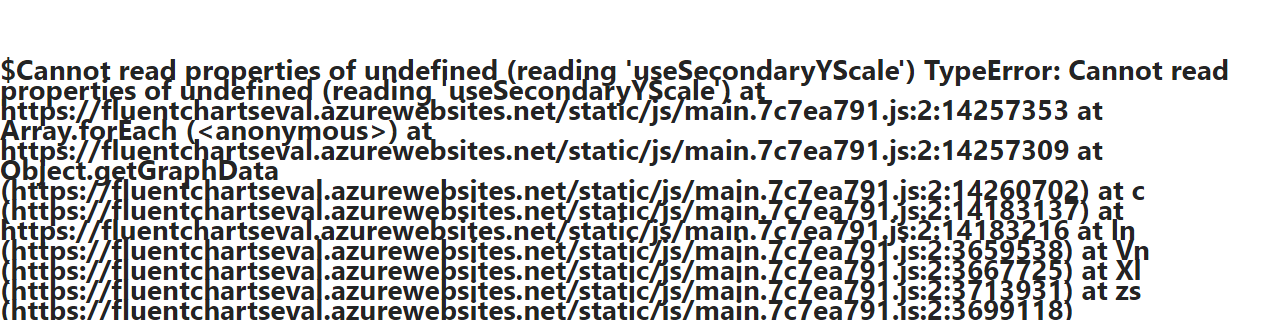 $Cannot read properties of undefined (reading 'useSecondaryYScale') TypeError: Cannot read
properties of undefined (reading 'useSecondaryYScale') at
https://fluentchartseval.azurewebsites.net/static/js/main.7c7ea791.js:2:14257353 at
Array.forEach (<anonymous>) at
https://fluentchartseval.azurewebsites.net/static/js/main.7c7ea791.js:2:14257309 at
Object.getGraphData
(https://fluentchartseval.azurewebsites.net/static/js/main.7c7ea791.js:2:14260702) at c
(https://fluentchartseval.azurewebsites.net/static/js/main.7c7ea791.js:2:14183137) at
https://fluentchartseval.azurewebsites.net/static/js/main.7c7ea791.js:2:14183216 at ln
(https://fluentchartseval.azurewebsites.net/static/js/main.7c7ea791.js:2:3659538) at Vn
(https://fluentchartseval.azurewebsites.net/static/js/main.7c7ea791.js:2:3667725) at Xl
(https://fluentchartseval.azurewebsites.net/static/js/main.7c7ea791.js:2:3713931) at zs
(https://fluentchartseval.azurewebsites.net/static/js/main.7c7ea791.js:2:3699118)